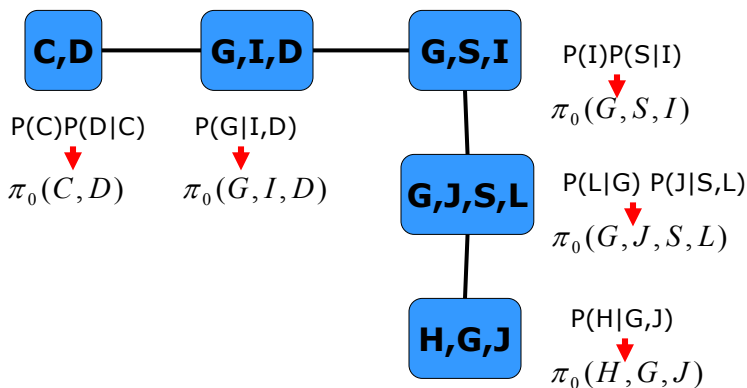 C,D
G,I,D
G,S,I
P(I)P(S|I)
π₀(G,S,I)
P(C)P(D|C)
π₀(C,D)
P(G|I,D)
π₀(G,I,D)
G,J,S,L
P(L|G) P(J|S,L)
π₀(G,J,S,L)
H,G,J
P(H|G,J)
π₀(H,G,J)